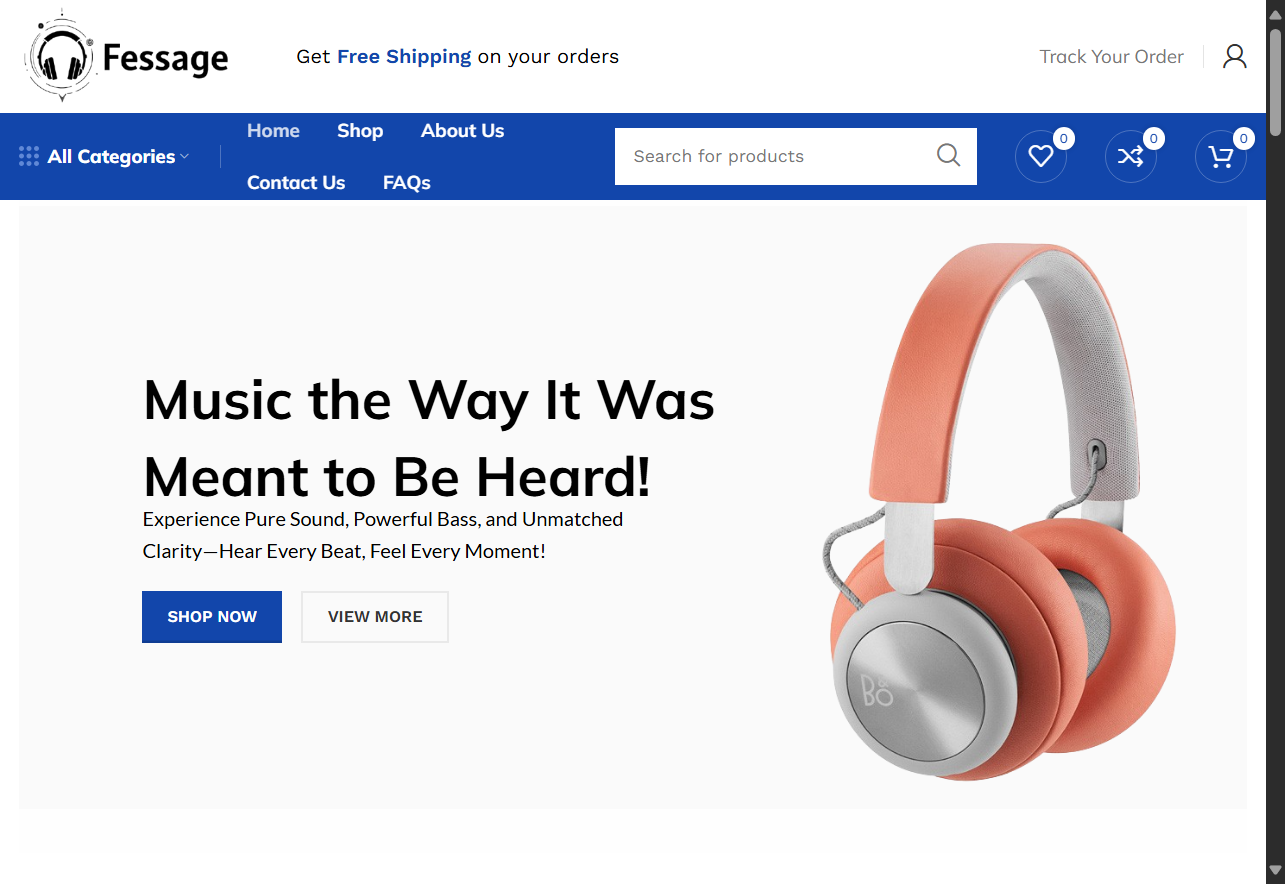 Fessage
Get Free Shipping on your orders
Track Your Order
All Categories
Home Shop About Us
Contact Us FAQs
Search for products
0
0
0
Music the Way It Was
Meant to Be Heard!
Experience Pure Sound, Powerful Bass, and Unmatched
Clarity—Hear Every Beat, Feel Every Moment!
SHOP NOW
VIEW MORE
B&O